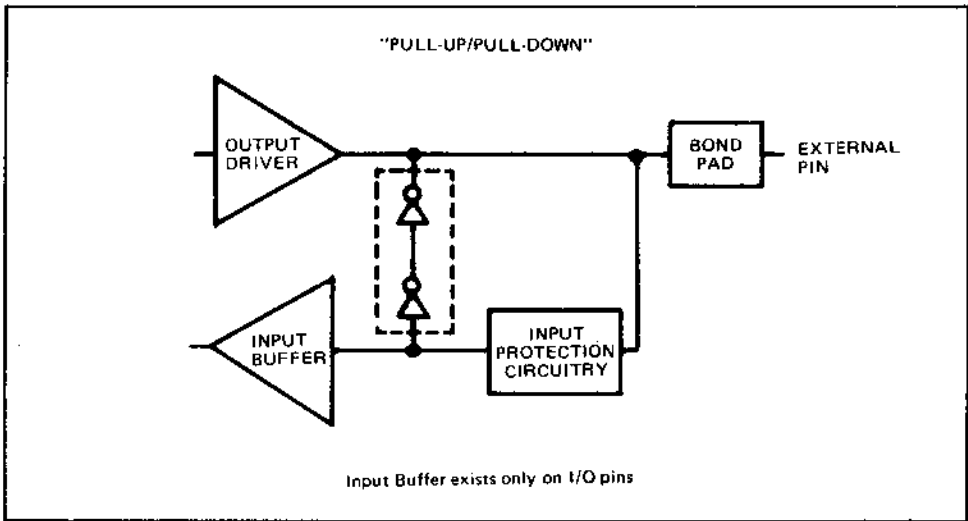 "PULL-UP/PULL-DOWN"
OUTPUT
DRIVER
BOND
PAD
EXTERNAL
PIN
INPUT
BUFFER
INPUT
PROTECTION
CIRCUITRY
Input Buffer exists only on I/O pins